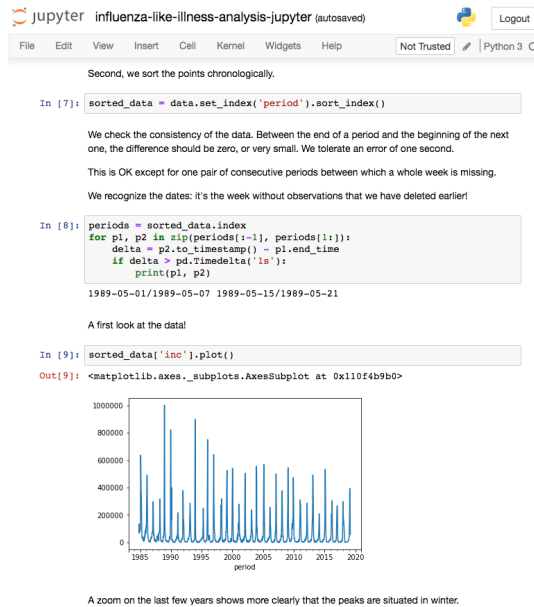 jupyter influenza-like-illness-analysis-jupyter (autosaved)
Logout
File Edit View Insert Cell Kernel Widgets Help
Not Trusted Python 3
Second, we sort the points chronologically.
In [7]: sorted_data = data.set_index('period').sort_index()
We check the consistency of the data. Between the end of a period and the beginning of the next
one, the difference should be zero, or very small. We tolerate an error of one second.
This is OK except for one pair of consecutive periods between which a whole week is missing.
We recognize the dates: it's the week without observations that we have deleted earlier!
In [8]: periods = sorted_data.index
for p1, p2 in zip(periods[:-1], periods[1:]):
delta = p2.to_timestamp() - p1.end_time
if delta > pd.Timedelta('1s'):
print(p1, p2)
1989-05-01/1989-05-07 1989-05-15/1989-05-21
A first look at the data!
In [9]: sorted_data['inc'].plot()
Out[9]: <matplotlib.axes._subplots.AxesSubplot at 0x110f4b9b0>
1000000
800000
600000
400000
200000
0
1985 1990 1995 2000 2005 2010 2015 2020
period
A zoom on the last few years shows more clearly that the peaks are situated in winter.